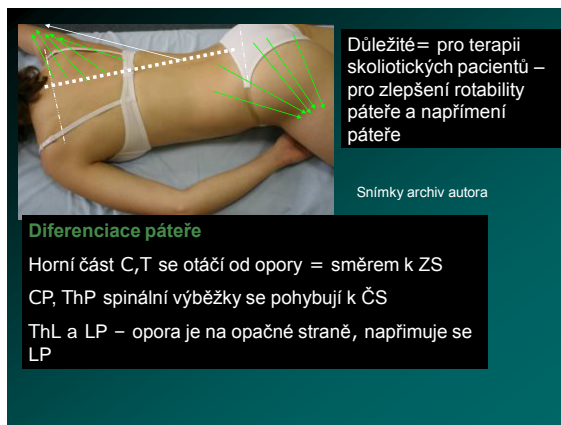 Důležité= pro terapii
skoliotických pacientů –
pro zlepšení rotability
páteře a napřímení
páteře
Snímky archiv autora
Diferenciace páteře
Horní část C,T se otáčí od opory = směrem k ZS
CP, ThP spinální výběžky se pohybují k ČS
ThL a LP – opora je na opačné straně, napřimuje se
LP